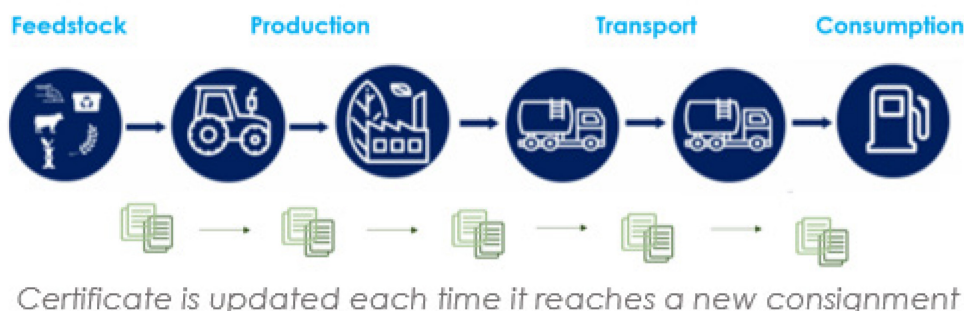 Feedstock Production Transport Consumption
Certificate is updated each time it reaches a new consignment